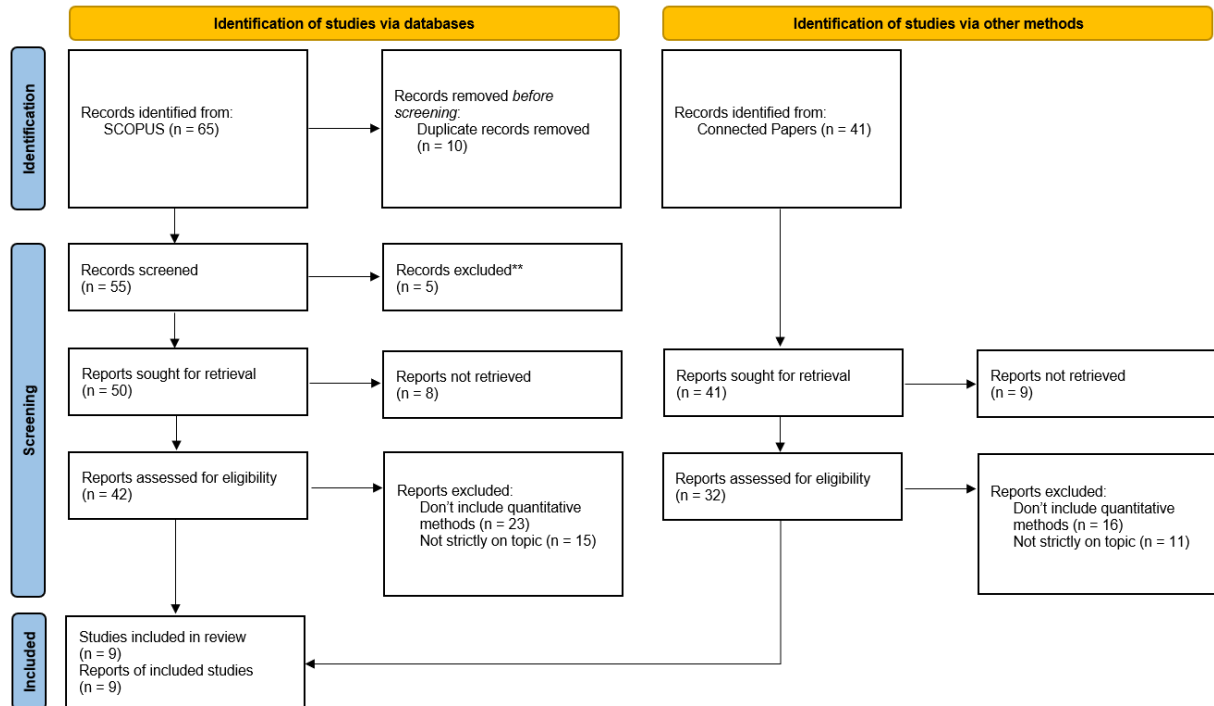 Identification of studies via databases
Identification of studies via other methods
Identification
Records identified from:
SCOPUS (n = 65)
Records removed before
screening:
Duplicate records removed
(n = 10)
Records identified from:
Connected Papers (n = 41)
Screening
Records screened
(n = 55)
Records excluded**
(n = 5)
Reports sought for retrieval
(n = 50)
Reports not retrieved
(n = 8)
Reports sought for retrieval
(n = 41)
Reports not retrieved
(n = 9)
Reports assessed for eligibility
(n = 42)
Reports excluded:
Don’t include quantitative
methods (n = 23)
Not strictly on topic (n = 15)
Reports assessed for eligibility
(n = 32)
Reports excluded:
Don’t include quantitative
methods (n = 16)
Not strictly on topic (n = 11)
Included
Studies included in review
(n = 9)
Reports of included studies
(n = 9)